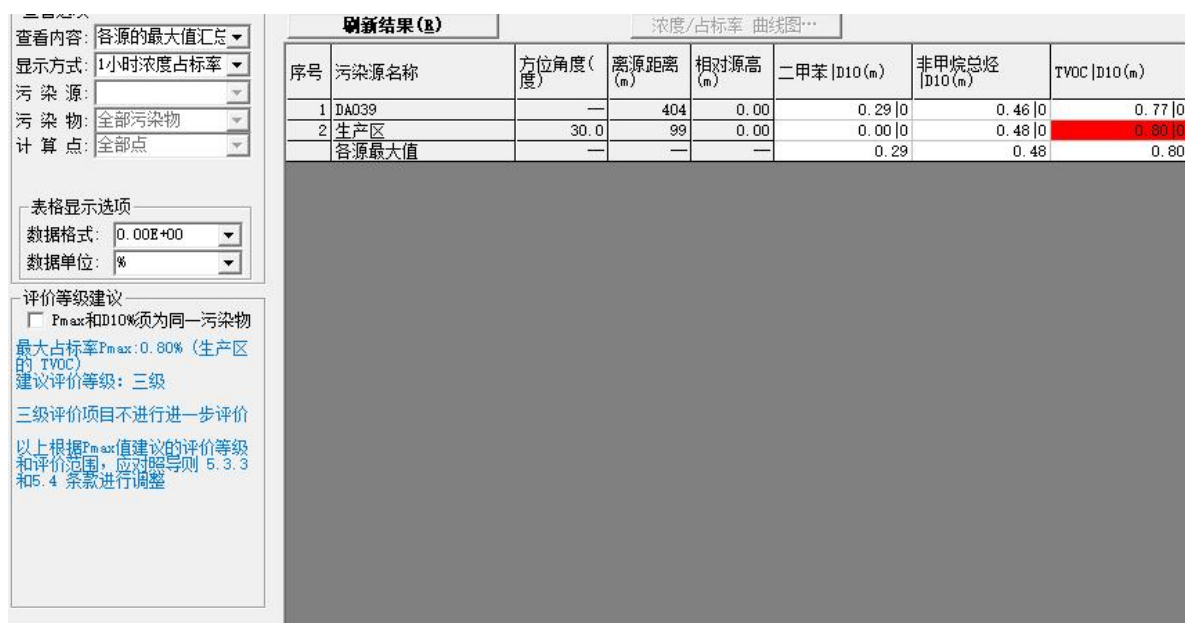 查看选项
刷新结果(R)
浓度/占标率 曲线图…
查看内容: 各源的最大值汇总
显示方式: 1小时浓度占标率
污 染 源:
污 染 物: 全部污染物
计 算 点: 全部点
序号 污染源名称 方位角度(度) 离源距离(m) 相对源高(m) 二甲苯|D10(m) 非甲烷总烃|D10(m) TVOC|D10(m)
1 DA039 — 404 0.00 0.29|0 0.46|0 0.77|0
2 生产区 30.0 99 0.00 0.00|0 0.48|0 0.80|0
各源最大值 — — — 0.29 0.48 0.80
表格显示选项
数据格式: 0.00E+00
数据单位: %
评价等级建议
Pmax和D10%须为同一污染物
最大占标率Pmax:0.80% (生产区
的 TVOC)
建议评价等级: 三级
三级评价项目不进行进一步评价
以上根据Pmax值建议的评价等级
和评价范围,应对照导则 5.3.3
和5.4 条款进行调整